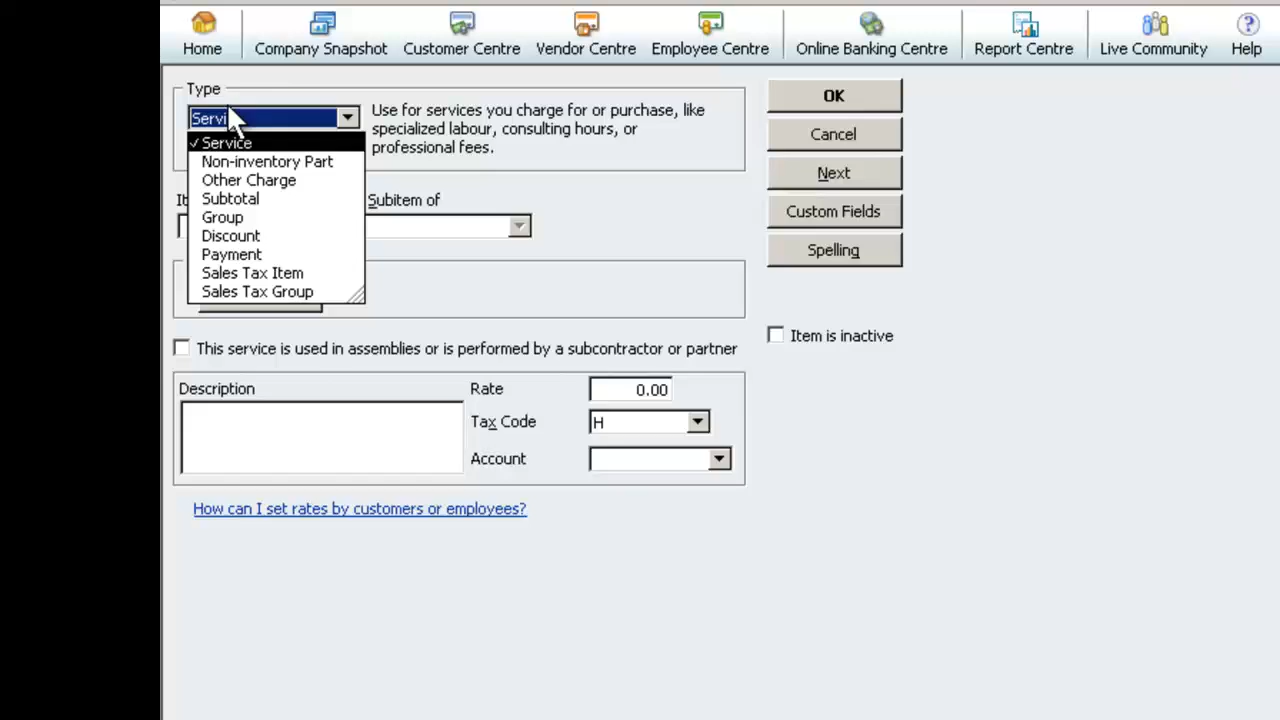 Home Company Snapshot Customer Centre Vendor Centre Employee Centre Online Banking Centre Report Centre Live Community Help
Type
Servi
Use for services you charge for or purchase, like
specialized labour, consulting hours, or
professional fees.
✓ Service
Non-inventory Part
Other Charge
Subtotal
Group
Discount
Payment
Sales Tax Item
Sales Tax Group
It
Subitem of
OK
Cancel
Next
Custom Fields
Spelling
Item is inactive
This service is used in assemblies or is performed by a subcontractor or partner
Description
Rate 0.00
Tax Code H
Account
How can I set rates by customers or employees?